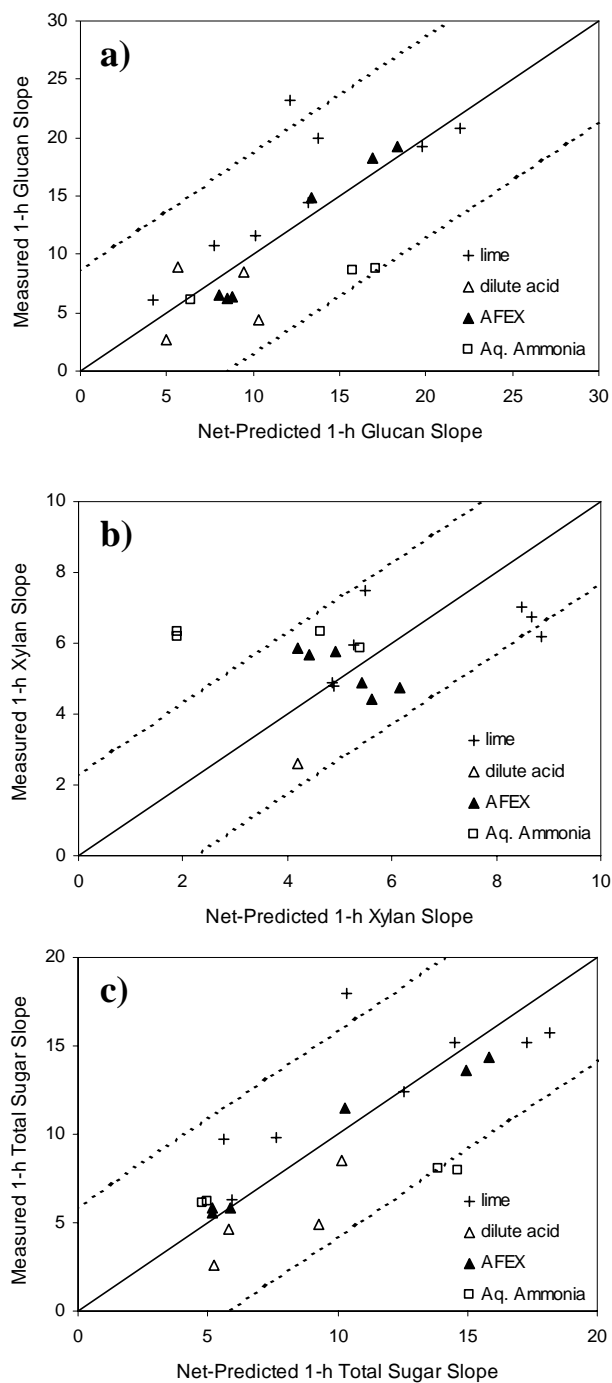 a)
Measured 1-h Glucan Slope
30
25
20
15
10
5
0
lime
dilute acid
AFEX
Aq. Ammonia
0 5 10 15 20 25 30
Net-Predicted 1-h Glucan Slope
b)
Measured 1-h Xylan Slope
10
8
6
4
2
0
lime
dilute acid
AFEX
Aq. Ammonia
0 2 4 6 8 10
Net-Predicted 1-h Xylan Slope
c)
Measured 1-h Total Sugar Slope
20
15
10
5
0
lime
dilute acid
AFEX
Aq. Ammonia
0 5 10 15 20
Net-Predicted 1-h Total Sugar Slope